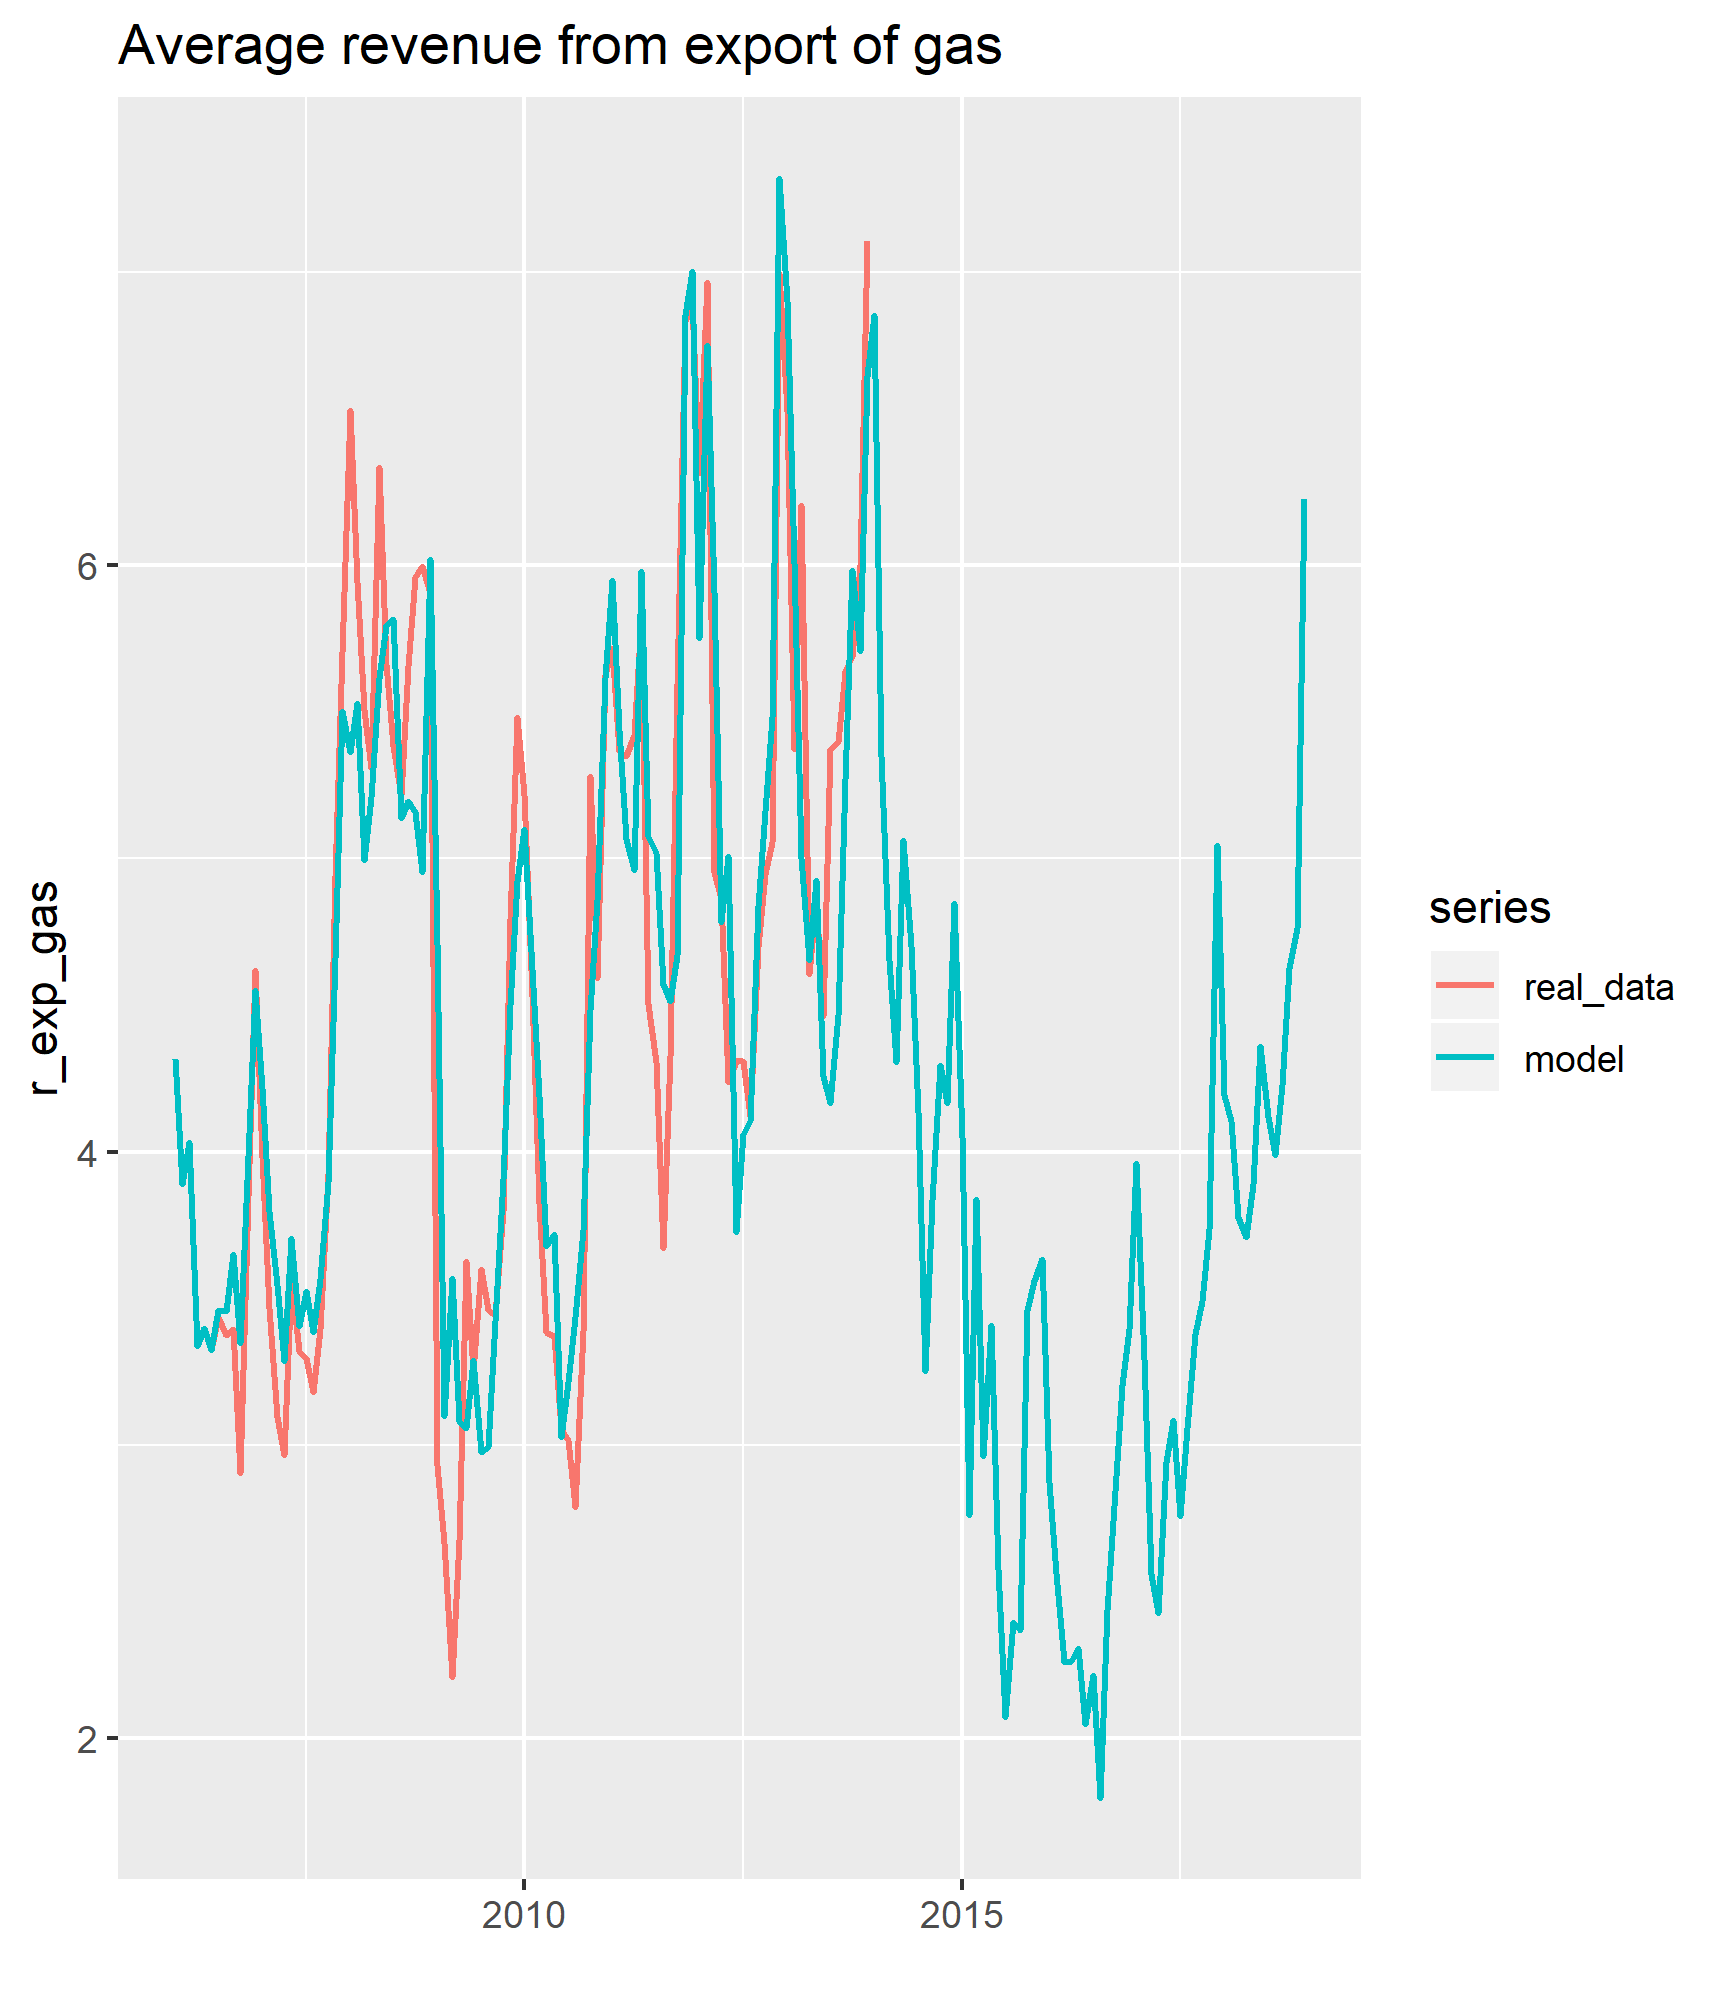 Average revenue from export of gas
r_exp_gas
6
4
2
2010
2015
series
real_data
model